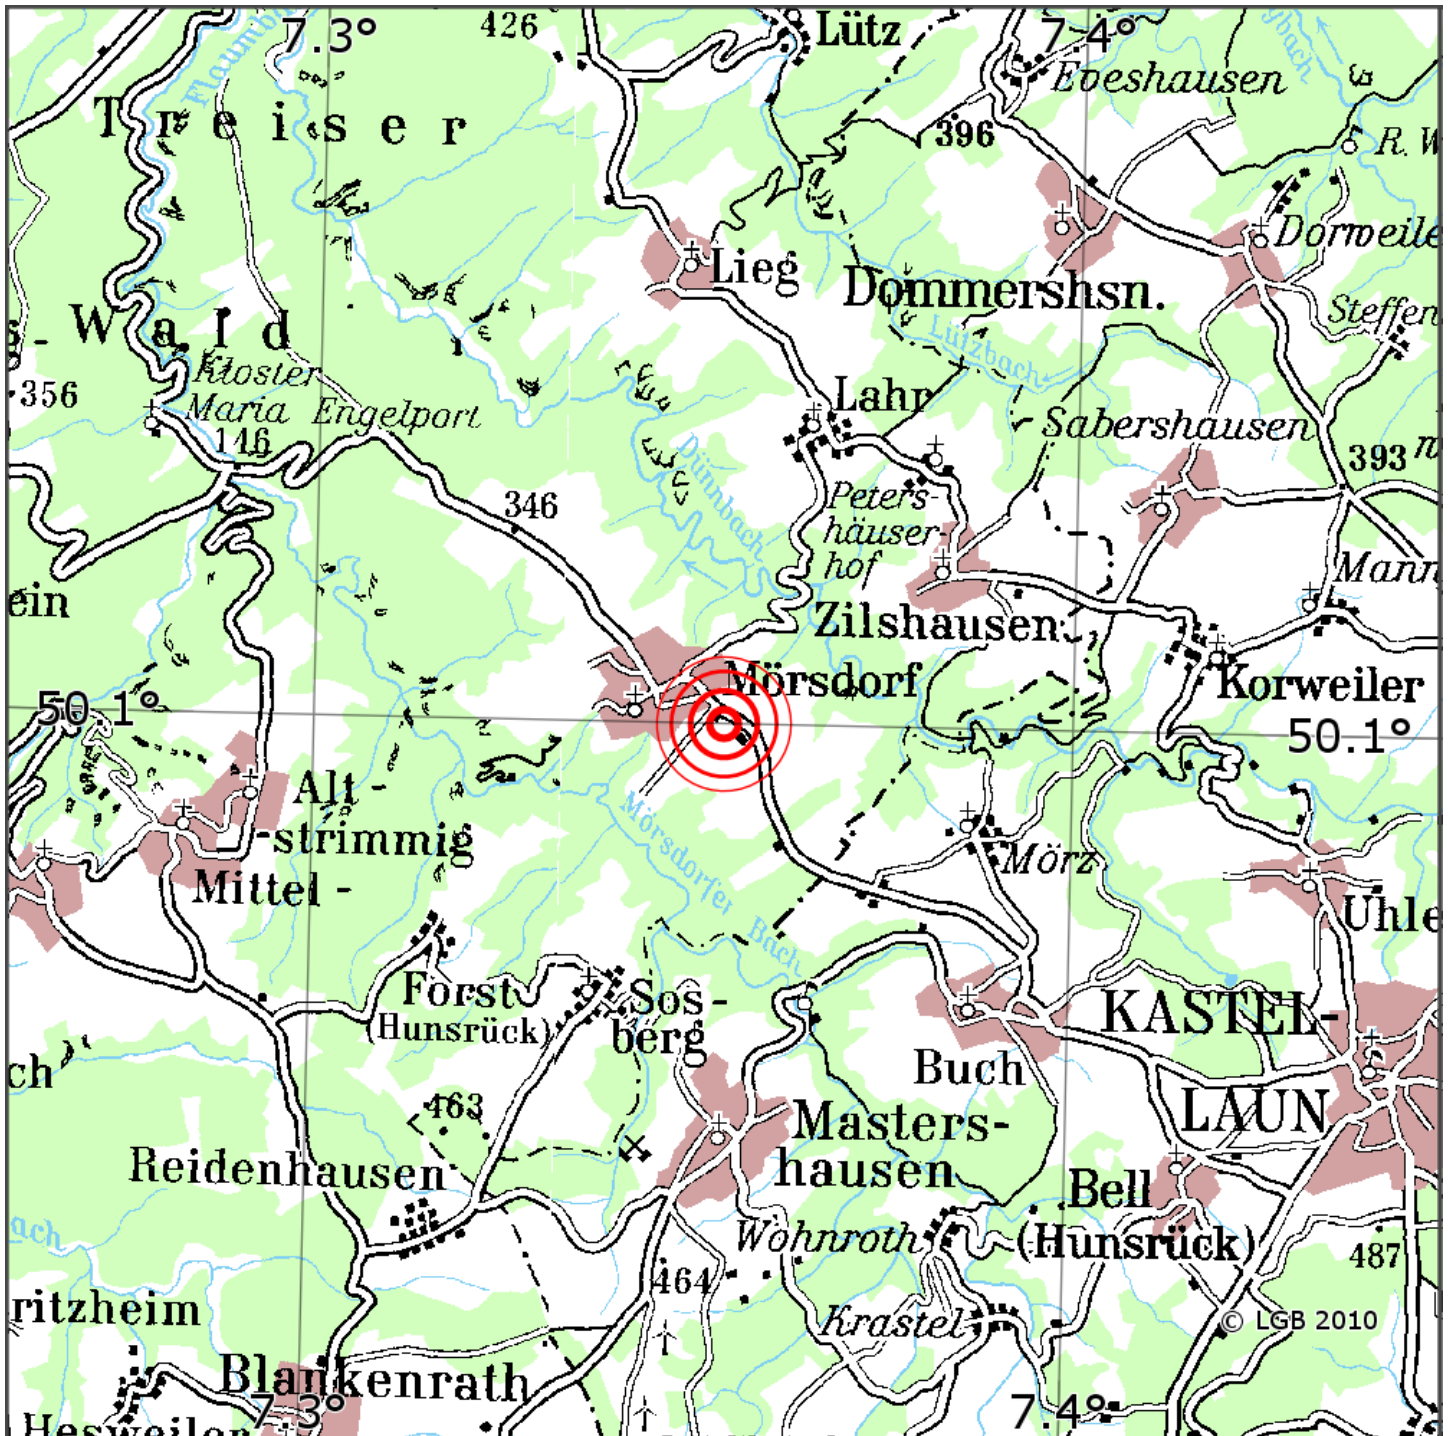 7.3°
426
Lütz
7.4°
Eveshausen
Treiser
396
R. W
Lieg
Dommershsn.
Wald
Lützbach
356
Kloster
Maria Engelport
146
Lahr
Sabershausen
393
Dünnbach
346
Peters-
häuser-
hof
Zilshausen
ein
Mörsdorf
Korweiler
50.1°
50.1°
Alt-
-strimmig
Mittel-
Mörsdorfer Bach
Mörz
Uhle
Forst
(Hunsrück)
Sos-
berg
KASTEL-
LAUN
ch
Buch
463
Masters-
hausen
Reidenhausen
Bell
(Hunsrück)
Wohnroth
ach
464
487
ritzheim
Krastel
© LGB 2010
Blankenrath
7.3°
7.4°
Hesweiler